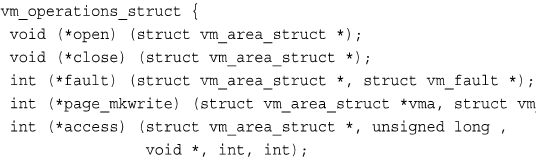 vm_operations_struct {
void (*open) (struct vm_area_struct *);
void (*close) (struct vm_area_struct *);
int (*fault) (struct vm_area_struct *, struct vm_fault *);
int (*page_mkwrite) (struct vm_area_struct *vma, struct vm_
int (*access) (struct vm_area_struct *, unsigned long ,
void *, int, int);